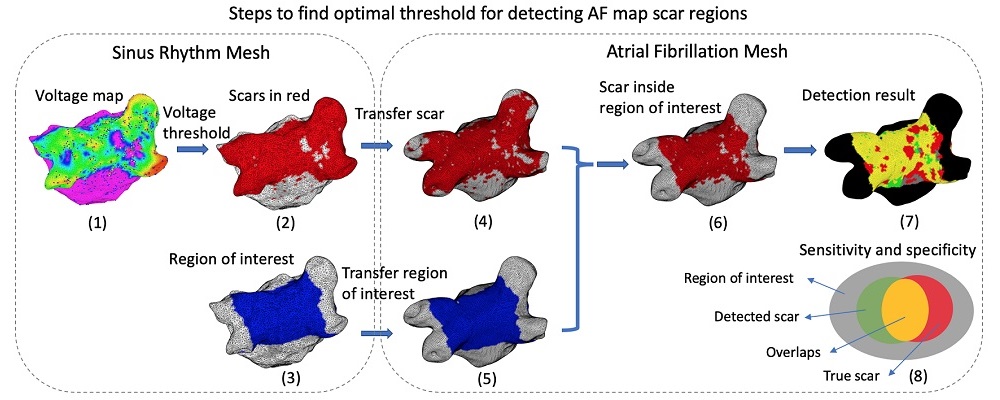 Steps to find optimal threshold for detecting AF map scar regions
Sinus Rhythm Mesh
Atrial Fibrillation Mesh
Voltage map
Voltage
threshold
Scars in red
Transfer scar
Scar inside
region of interest
Detection result
(1)
(2)
(4)
(6)
(7)
Region of interest
Transfer region
of interest
(3)
(5)
Sensitivity and specificity
Region of interest
Detected scar
Overlaps
True scar
(8)